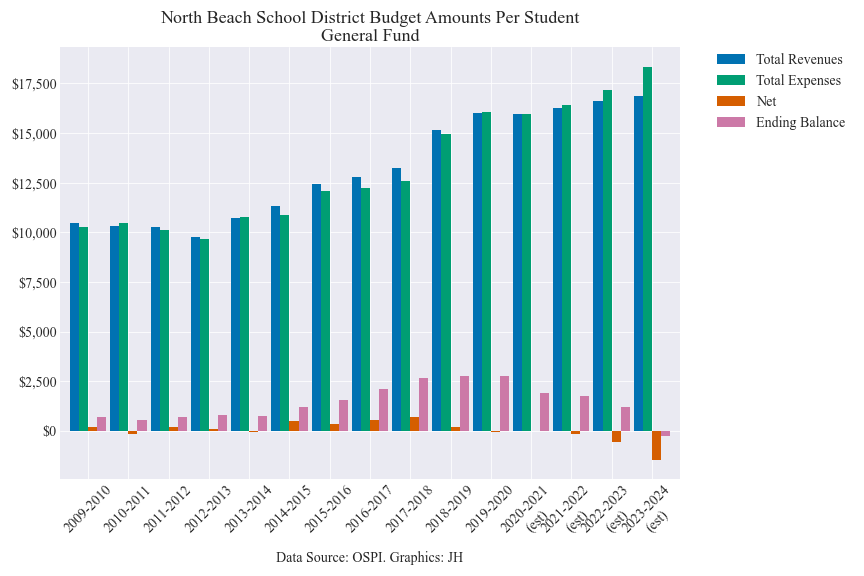 North Beach School District Budget Amounts Per Student
General Fund
Total Revenues
Total Expenses
Net
Ending Balance
$17,500
$15,000
$12,500
$10,000
$7,500
$5,000
$2,500
$0
2009-2010
2010-2011
2011-2012
2012-2013
2013-2014
2014-2015
2015-2016
2016-2017
2017-2018
2018-2019
2019-2020
2020-2021
(est)
2021-2022
(est)
2022-2023
(est)
2023-2024
(est)
Data Source: OSPI. Graphics: JH